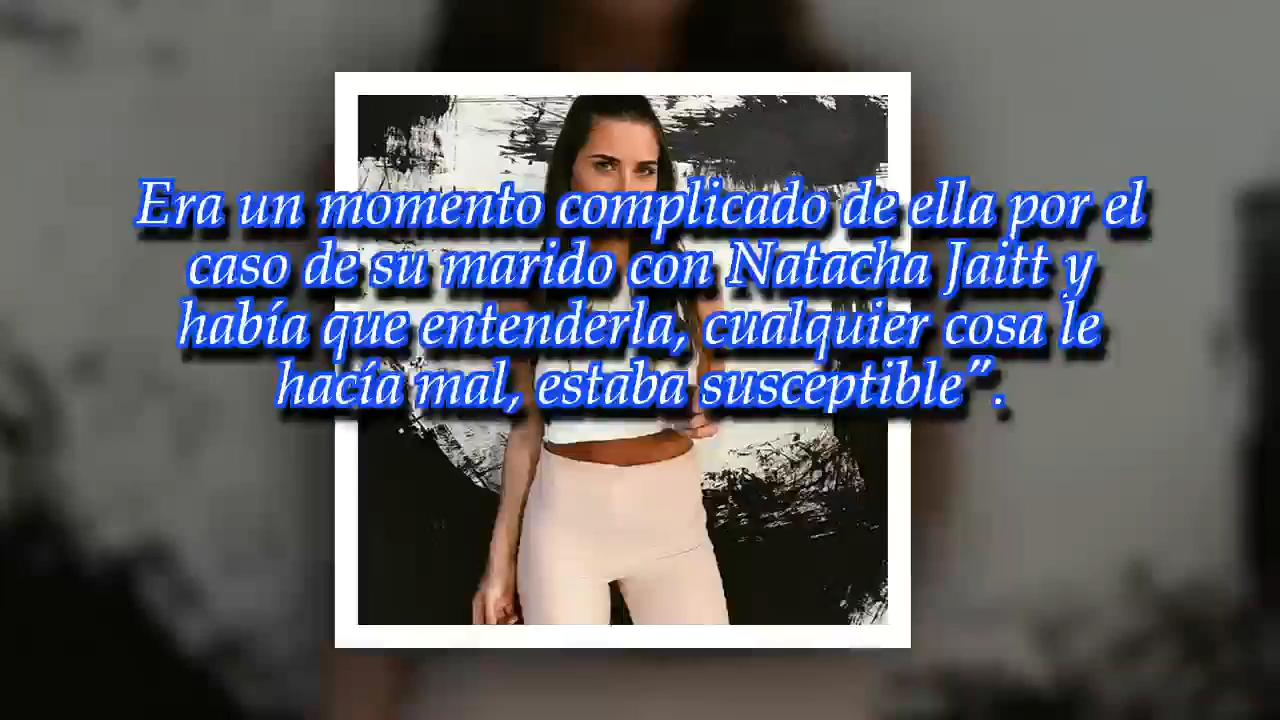 Era un momento complicado de ella por el
caso de su marido con Natacha Jaitt y
había que entenderla, cualquier cosa le
hacía mal, estaba susceptible”.